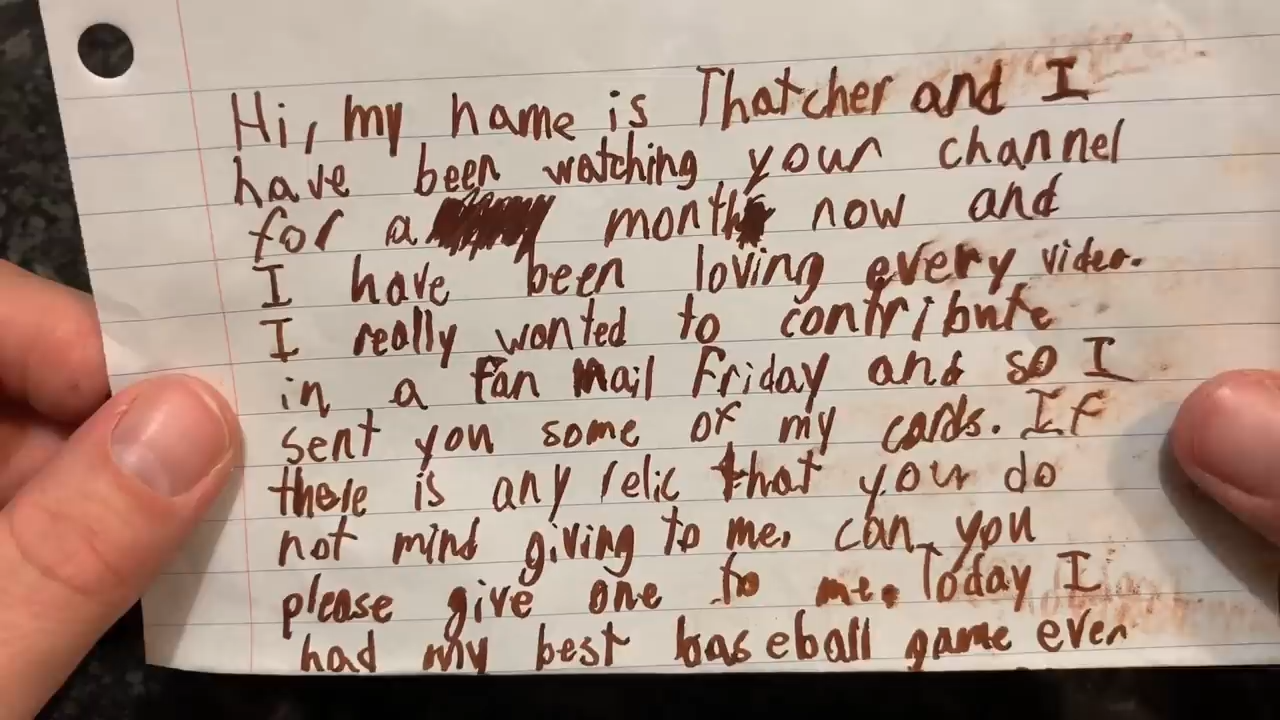 Hi, my name is Thatcher and I
have been watching your channel
for a month now and
I have been loving every video.
I really wanted to contribute
in a fan mail Friday and so I
sent you some of my cards. If
there is any relic that you do
not mind giving to me. can you
please give one to me. Today I
had my best baseball game ever